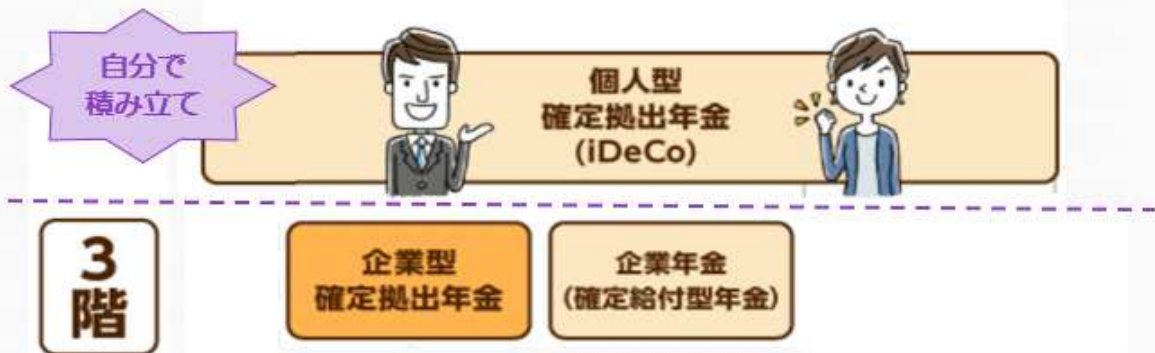 自分で
積み立て
個人型
確定拠出年金
(iDeCo)
3
階
企業型
確定拠出年金
企業年金
(確定給付型年金)